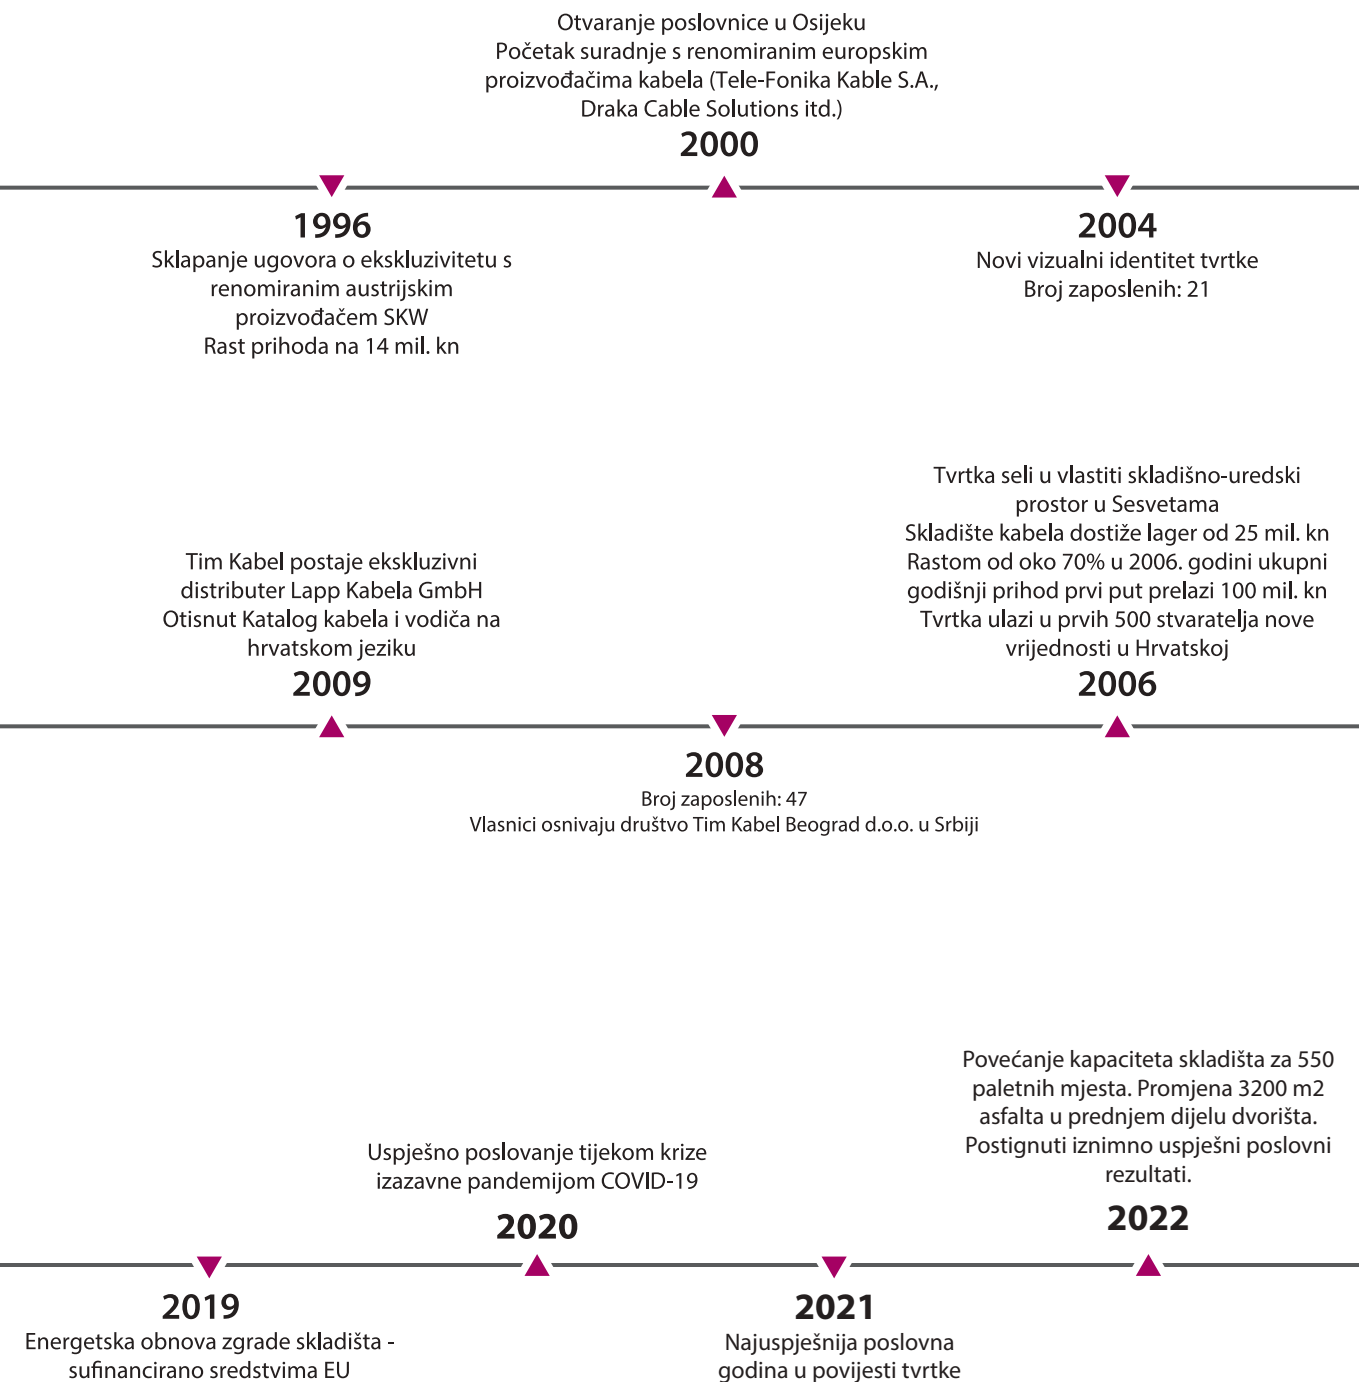 Otvaranje poslovnice u Osijeku
Početak suradnje s renomiranim europskim
proizvođačima kabela (Tele-Fonika Kable S.A.,
Draka Cable Solutions itd.)
2000
1996
Sklapanje ugovora o ekskluzivitetu s
renomiranim austrijskim
proizvođačem SKW
Rast prihoda na 14 mil. kn
2004
Novi vizualni identitet tvrtke
Broj zaposlenih: 21
Tim Kabel postaje ekskluzivni
distributer Lapp Kabela GmbH
Otisnut Katalog kabela i vodiča na
hrvatskom jeziku
2009
Tvrtka seli u vlastiti skladišno-uredski
prostor u Sesvetama
Skladište kabela dostiže lager od 25 mil. kn
Rastom od oko 70% u 2006. godini ukupni
godišnji prihod prvi put prelazi 100 mil. kn
Tvrtka ulazi u prvih 500 stvaratelja nove
vrijednosti u Hrvatskoj
2006
2008
Broj zaposlenih: 47
Vlasnici osnivaju društvo Tim Kabel Beograd d.o.o. u Srbiji
Uspješno poslovanje tijekom krize
izazavne pandemijom COVID-19
2020
Povećanje kapaciteta skladišta za 550
paletnih mjesta. Promjena 3200 m2
asfalta u prednjem dijelu dvorišta.
Postignuti iznimno uspješni poslovni
rezultati.
2022
2019
Energetska obnova zgrade skladišta -
sufinancirano sredstvima EU
2021
Najuspješnija poslovna
godina u povijesti tvrtke